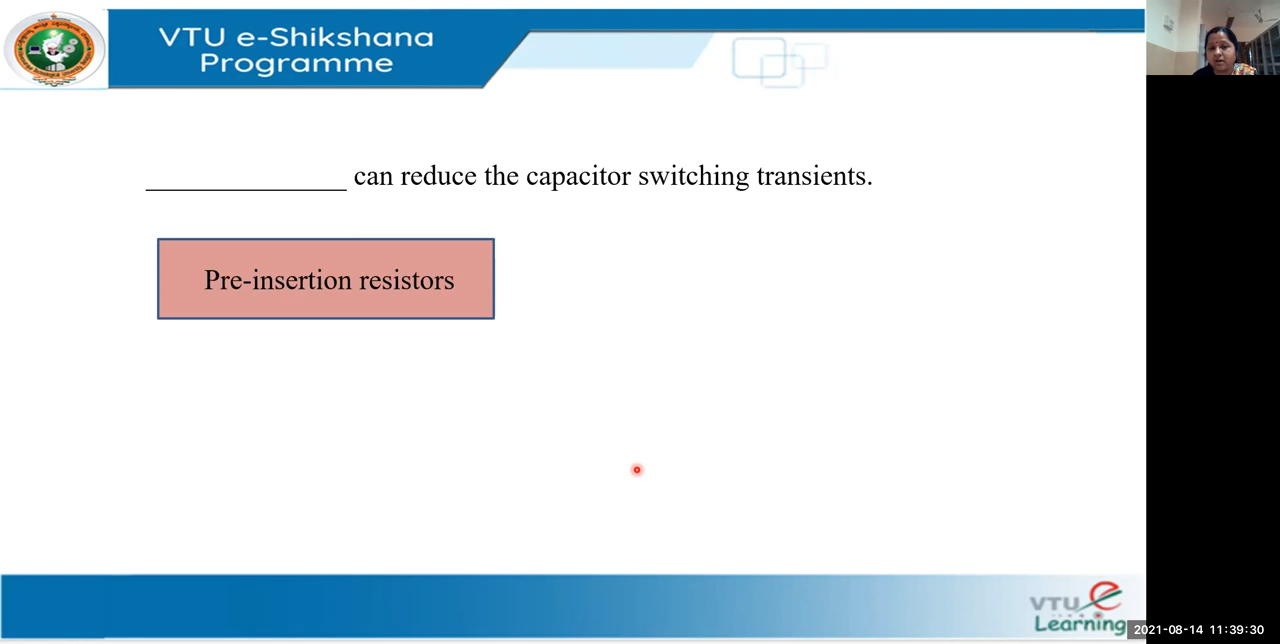 VTU e-Shikshana
Programme
______________ can reduce the capacitor switching transients.
Pre-insertion resistors
VTU e
Learning
2021-08-14 11:39:30